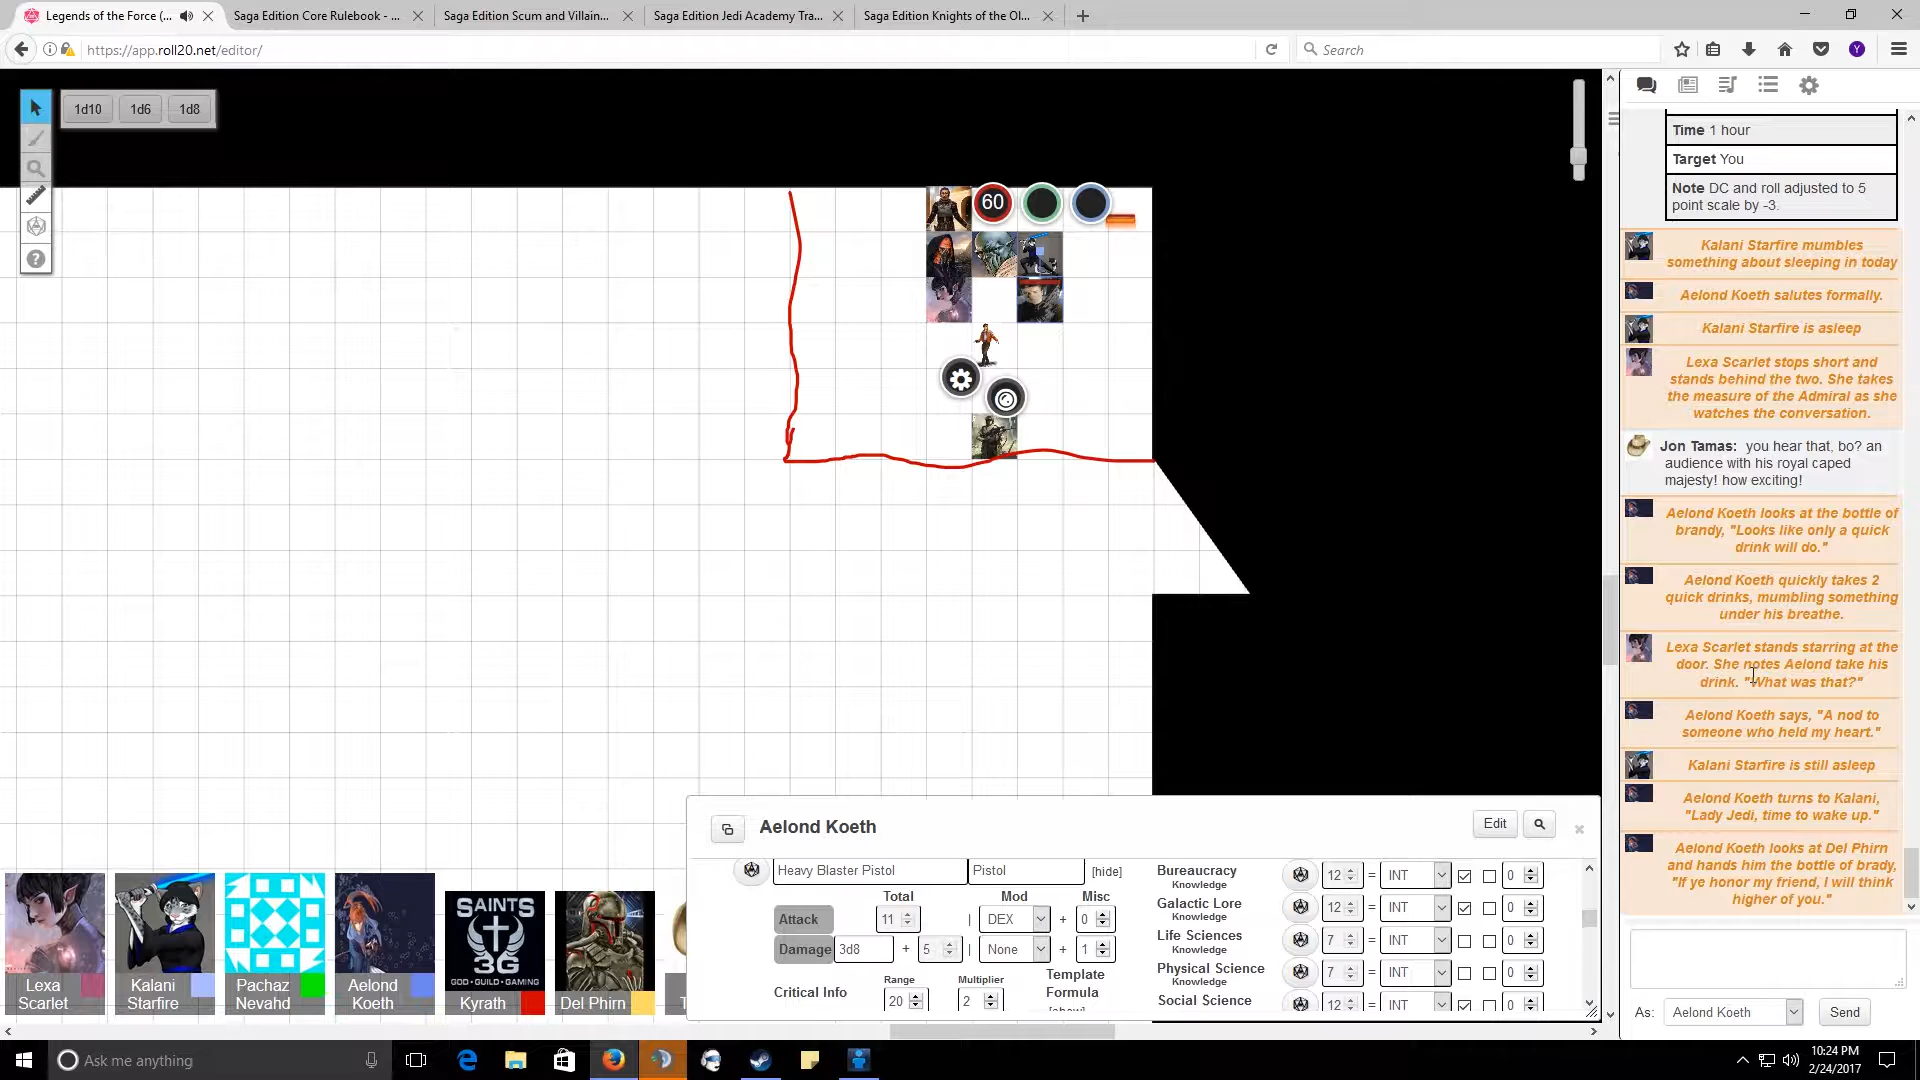 Legends of the Force (...
Saga Edition Core Rulebook - ...
Saga Edition Scum and Villain...
Saga Edition Jedi Academy Tra...
Saga Edition Knights of the Ol...
https://app.roll20.net/editor/
Search
Y
1d10
1d6
1d8
60
Time 1 hour
Target You
Note DC and roll adjusted to 5
point scale by -3.
Kalani Starfire mumbles
something about sleeping in today
Aelond Koeth salutes formally.
Kalani Starfire is asleep
Lexa Scarlet stops short and
stands behind the two. She takes
the measure of the Admiral as she
watches the conversation.
Jon Tamas: you hear that, bo? an
audience with his royal caped
majesty! how exciting!
Aelond Koeth looks at the bottle of
brandy, "Looks like only a quick
drink will do."
Aelond Koeth quickly takes 2
quick drinks, mumbling something
under his breathe.
Lexa Scarlet stands starring at the
door. She notes Aelond take his
drink. "What was that?"
Aelond Koeth says, "A nod to
someone who held my heart."
Kalani Starfire is still asleep
Aelond Koeth turns to Kalani,
"Lady Jedi, time to wake up."
Aelond Koeth looks at Del Phirn
and hands him the bottle of brady,
"If ye honor my friend, I will think
higher of you."
As: Aelond Koeth
Send
Aelond Koeth
Edit
Heavy Blaster Pistol
Pistol
[hide]
Total
Mod
Misc
Attack
11
| DEX + 0
Damage
3d8 + 5 | None + 1
Range
Multiplier
Template
Formula
Critical Info
20
2
Bureaucracy
Knowledge
12 = INT 0
Galactic Lore
Knowledge
12 = INT 0
Life Sciences
Knowledge
7 = INT 0
Physical Science
Knowledge
7 = INT 0
Social Science
12 = INT 0
Lexa
Scarlet
Kalani
Starfire
Pachaz
Nevahd
Aelond
Koeth
SAINTS
3G
GOD · GUILD · GAMING
Kyrath
Del Phirn
Ask me anything
10:24 PM
2/24/2017